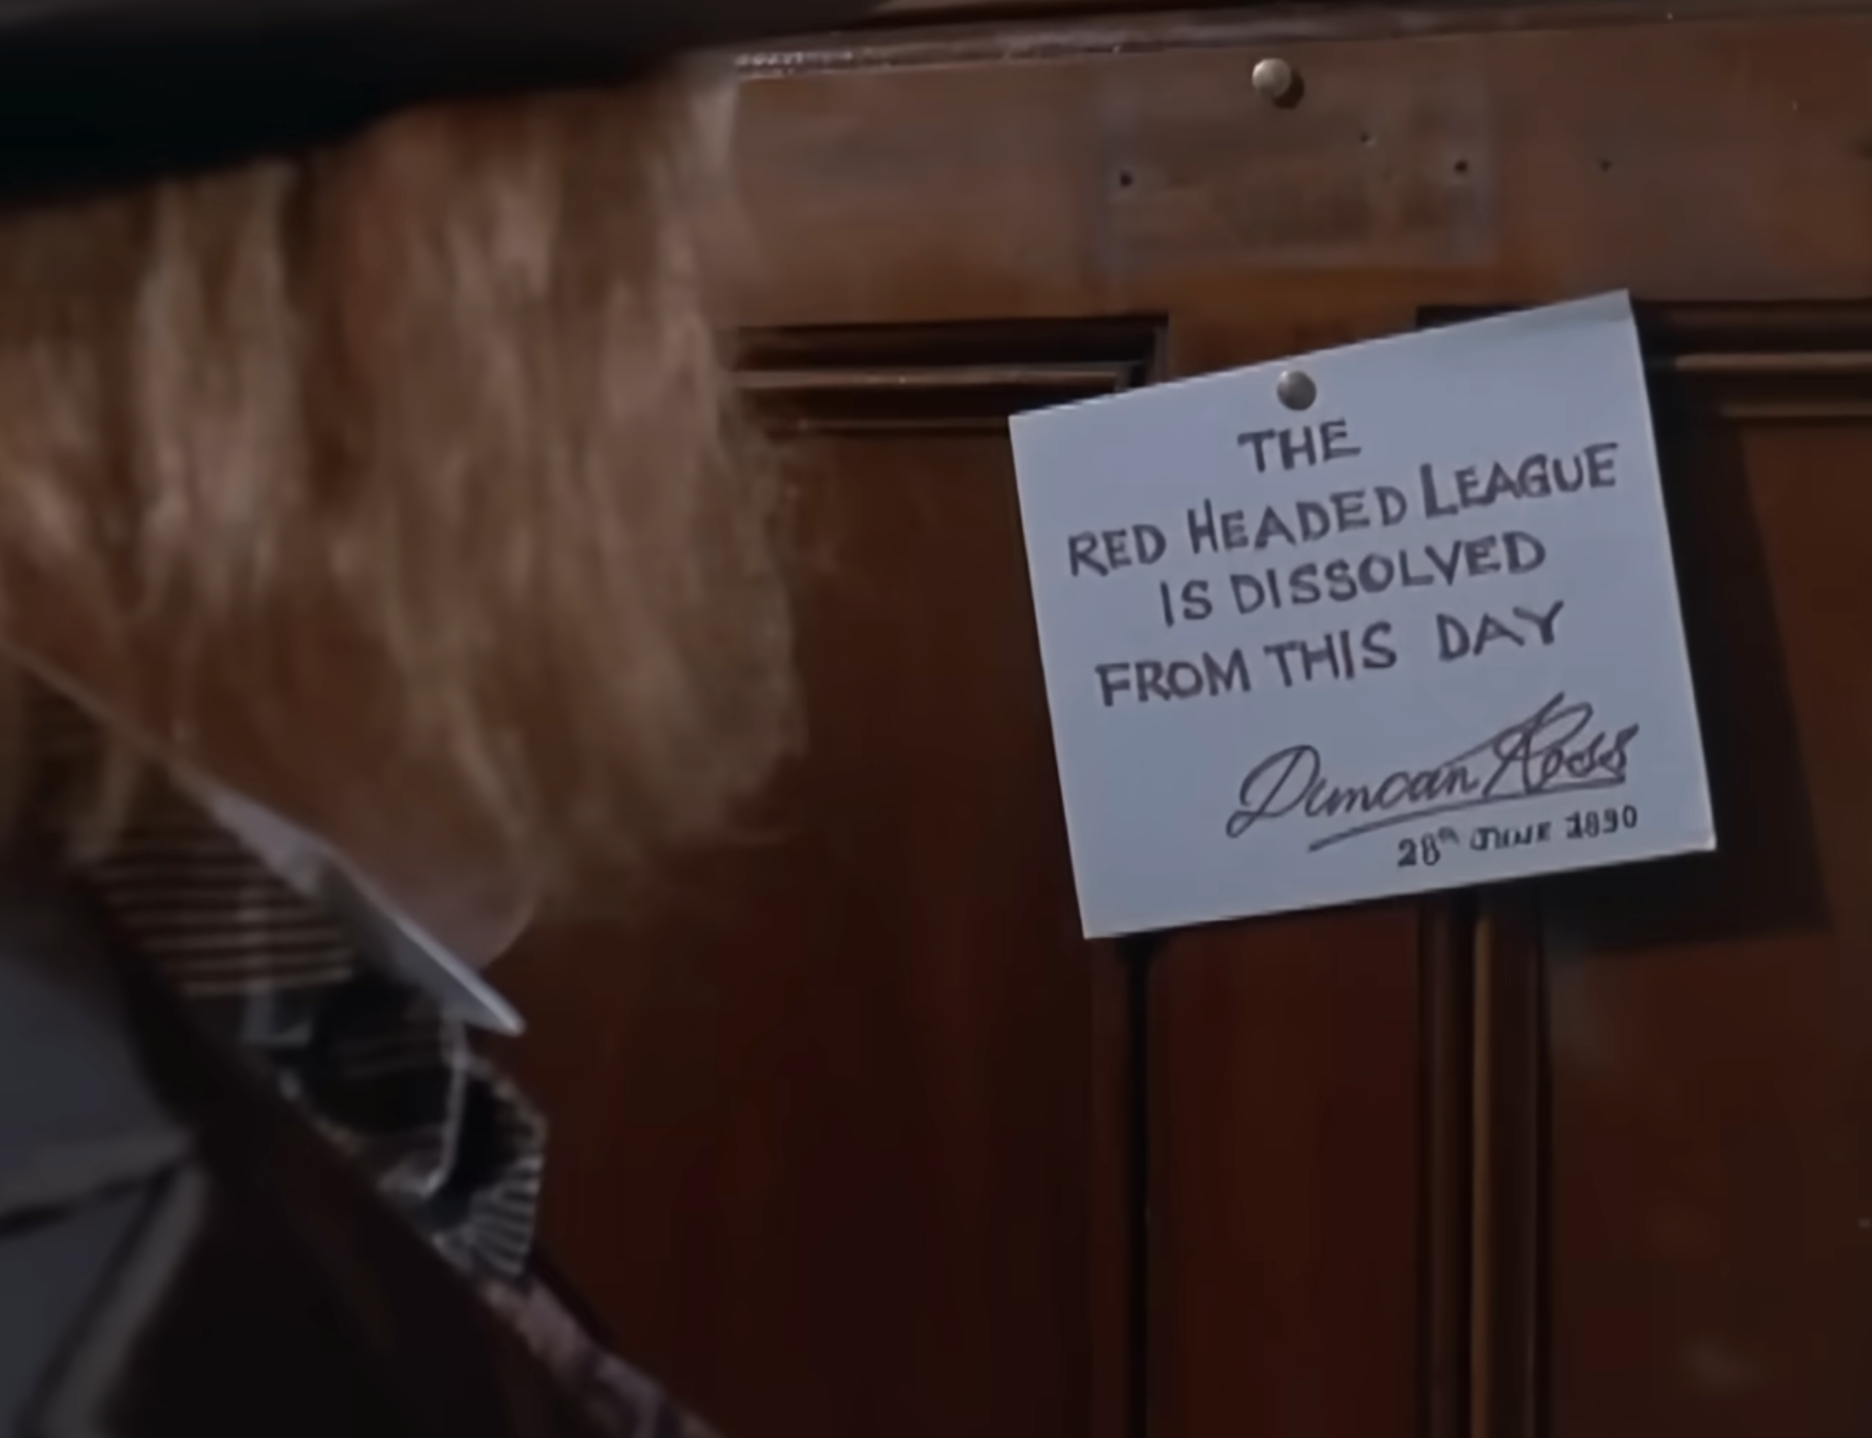 THE
RED HEADED LEAGUE
IS DISSOLVED
FROM THIS DAY
Duncan Ross
28th JUNE 1890